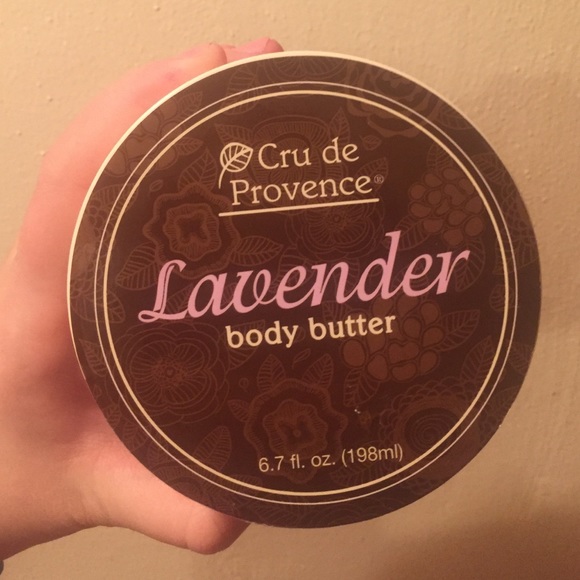 Cru de
Provence®
Lavender
body butter
6.7 fl. oz. (198ml)